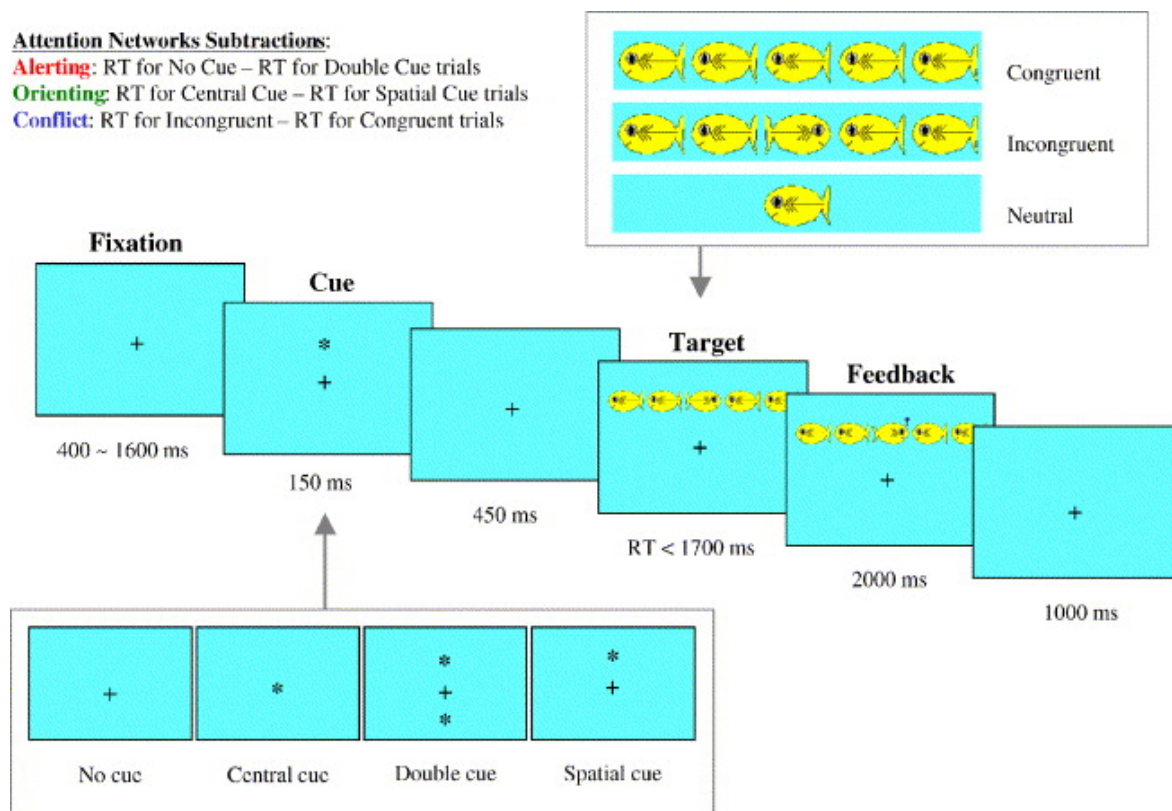 Attention Networks Subtractions:
Alerting: RT for No Cue – RT for Double Cue trials
Orienting: RT for Central Cue – RT for Spatial Cue trials
Conflict: RT for Incongruent – RT for Congruent trials
Congruent
Incongruent
Neutral
Fixation
Cue
Target
Feedback
400 ~ 1600 ms
150 ms
450 ms
RT < 1700 ms
2000 ms
1000 ms
No cue
Central cue
Double cue
Spatial cue